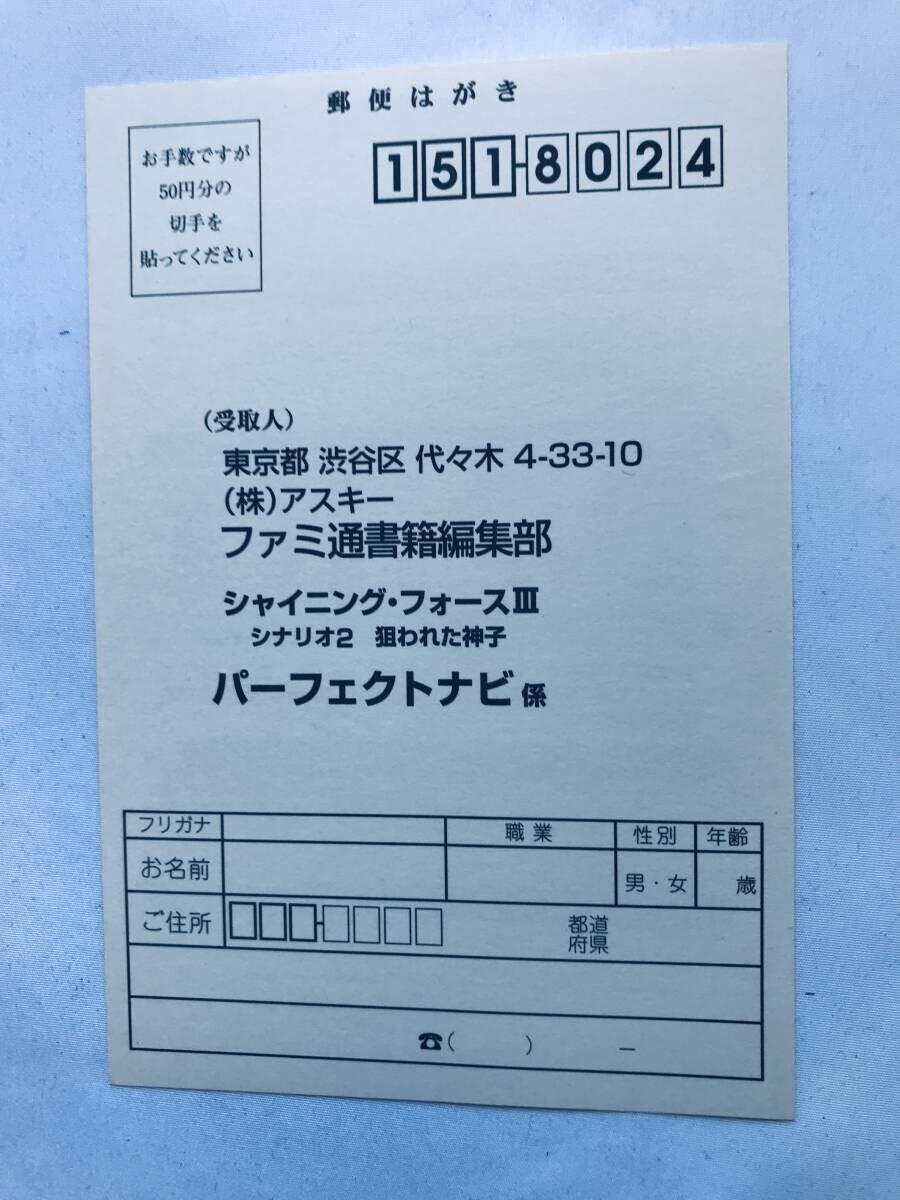 郵便はがき
お手数ですが
50円分の
切手を
貼ってください
151-8024
(受取人)
東京都 渋谷区 代々木 4-33-10
(株)アスキー
ファミ通書籍編集部
シャイニング・フォースⅢ
シナリオ2 狙われた神子
パーフェクトナビ係
フリガナ 職業 性別 年齢
お名前 男・女 歳
ご住所 都道
府県
☎( ) −